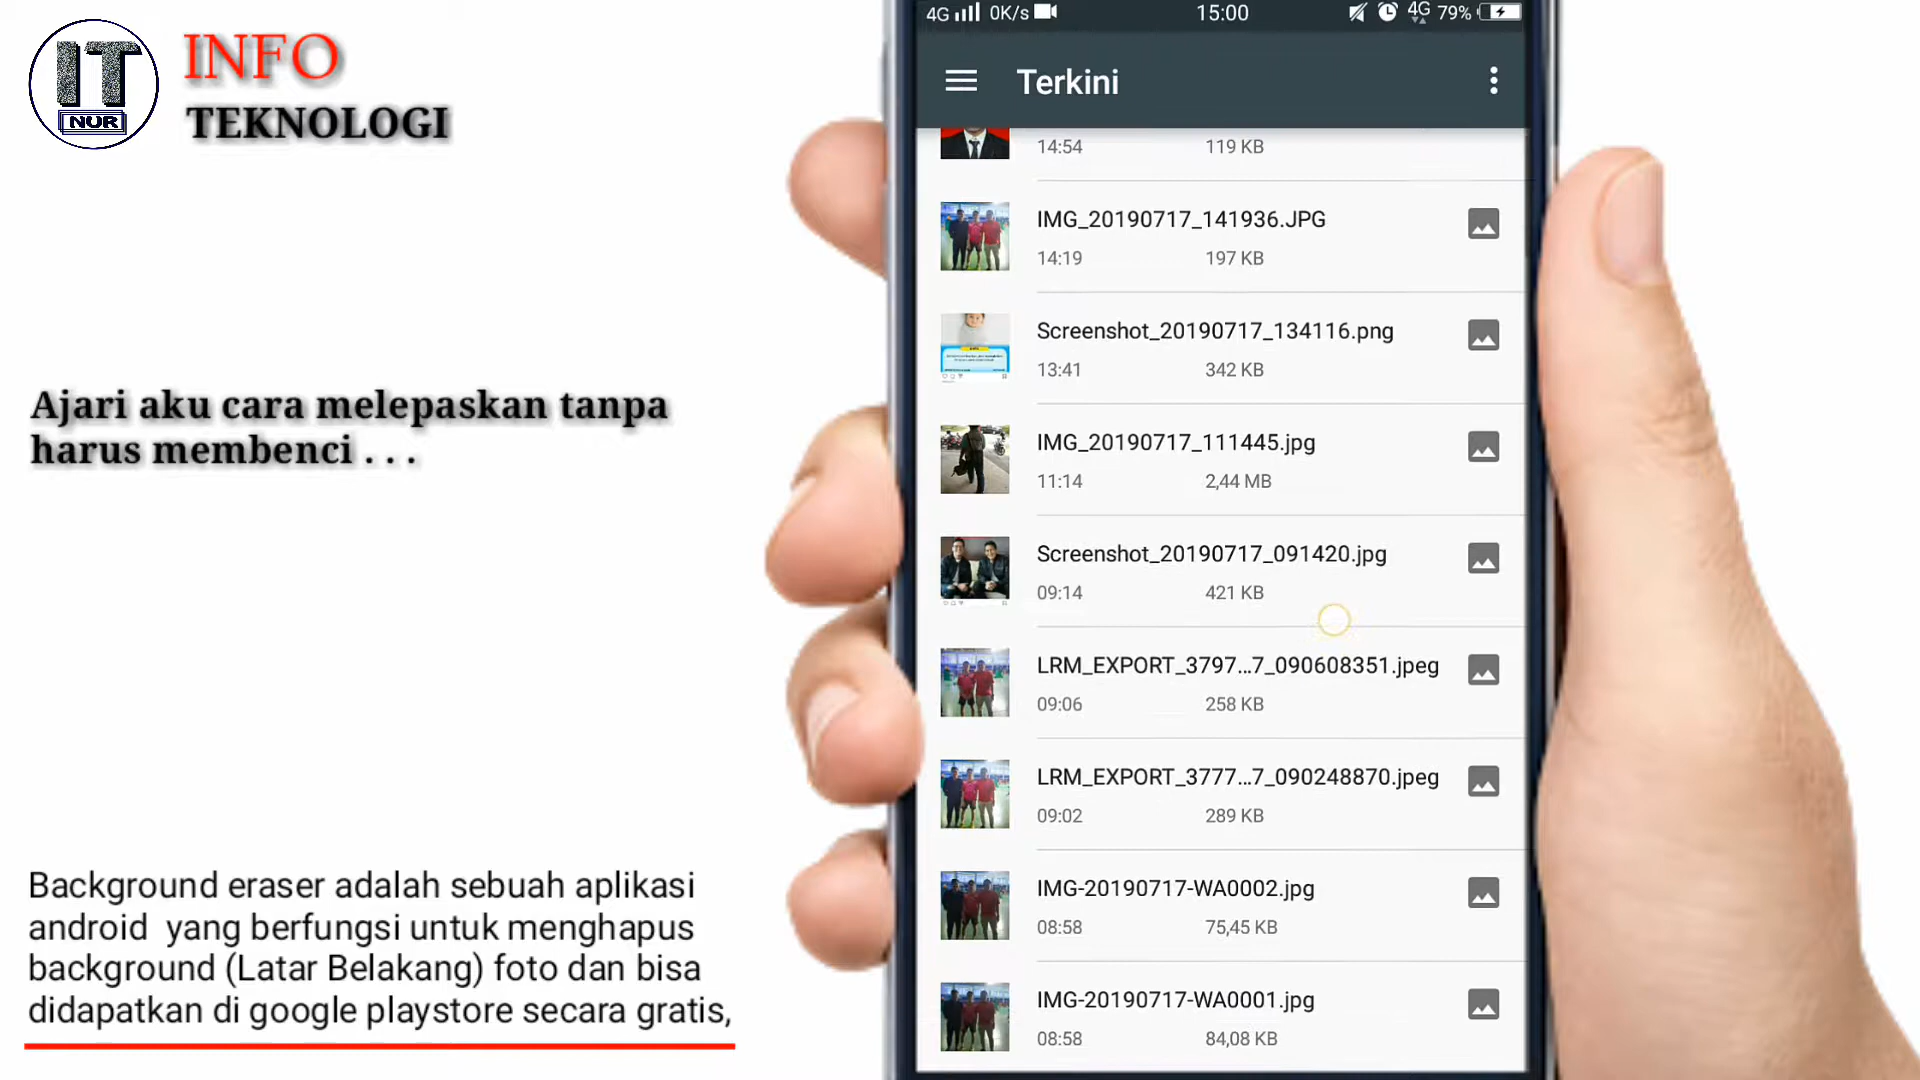 IT
NUR
INFO
TEKNOLOGI
Ajari aku cara melepaskan tanpa
harus membenci . . .
Background eraser adalah sebuah aplikasi
android  yang berfungsi untuk menghapus
background (Latar Belakang) foto dan bisa
didapatkan di google playstore secara gratis,
4G 0K/s 15:00 4G 79%
Terkini
14:54 119 KB
IMG_20190717_141936.JPG
14:19 197 KB
Screenshot_20190717_134116.png
13:41 342 KB
IMG_20190717_111445.jpg
11:14 2,44 MB
Screenshot_20190717_091420.jpg
09:14 421 KB
LRM_EXPORT_3797...7_090608351.jpeg
09:06 258 KB
LRM_EXPORT_3777...7_090248870.jpeg
09:02 289 KB
IMG-20190717-WA0002.jpg
08:58 75,45 KB
IMG-20190717-WA0001.jpg
08:58 84,08 KB